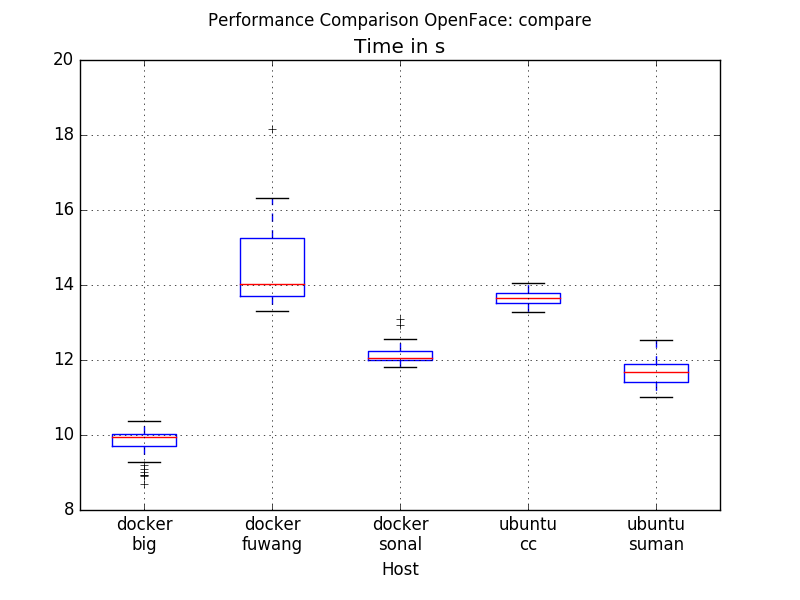 Performance Comparison OpenFace: compare
Time in s
20
18
16
14
12
10
8
docker docker docker ubuntu ubuntu
big fuwang sonal cc suman
Host